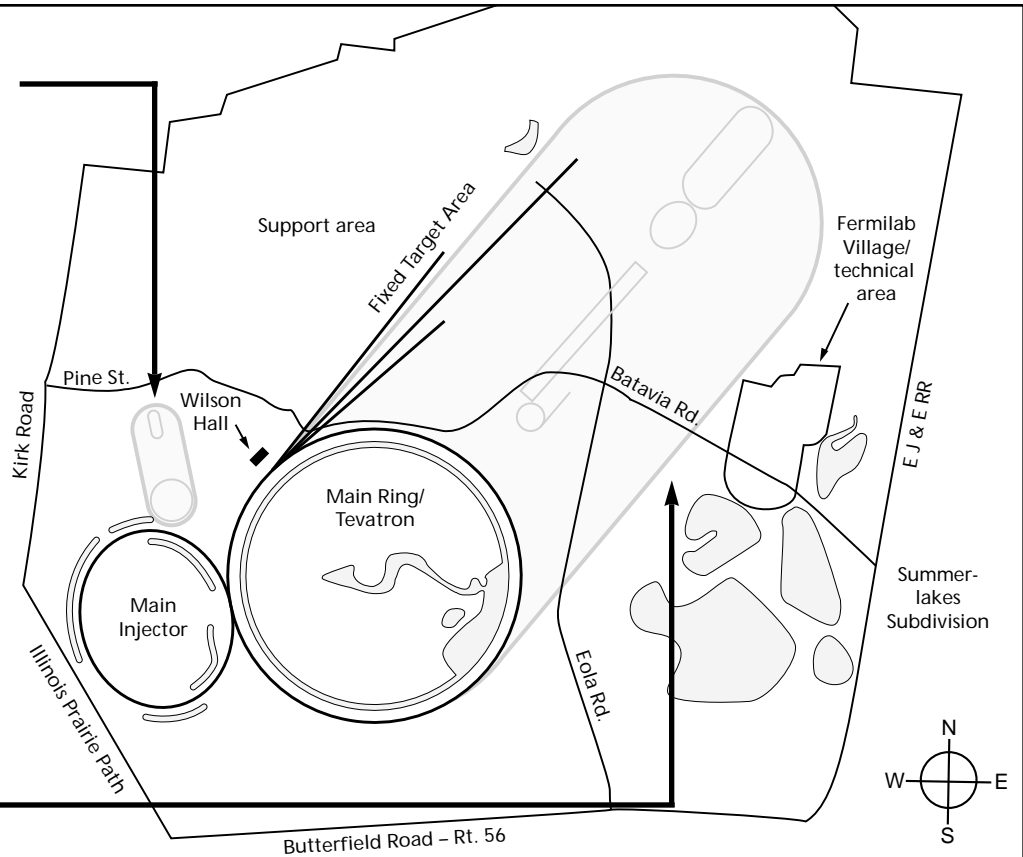 Support area
Fixed Target Area
Fermilab
Village/
technical
area
Pine St.
Wilson
Hall
Kirk Road
Batavia Rd.
E J & E RR
Main Ring/
Tevatron
Main
Injector
Summer-
lakes
Subdivision
Illinois Prairie Path
Eola Rd.
N
W
E
S
Butterfield Road – Rt. 56